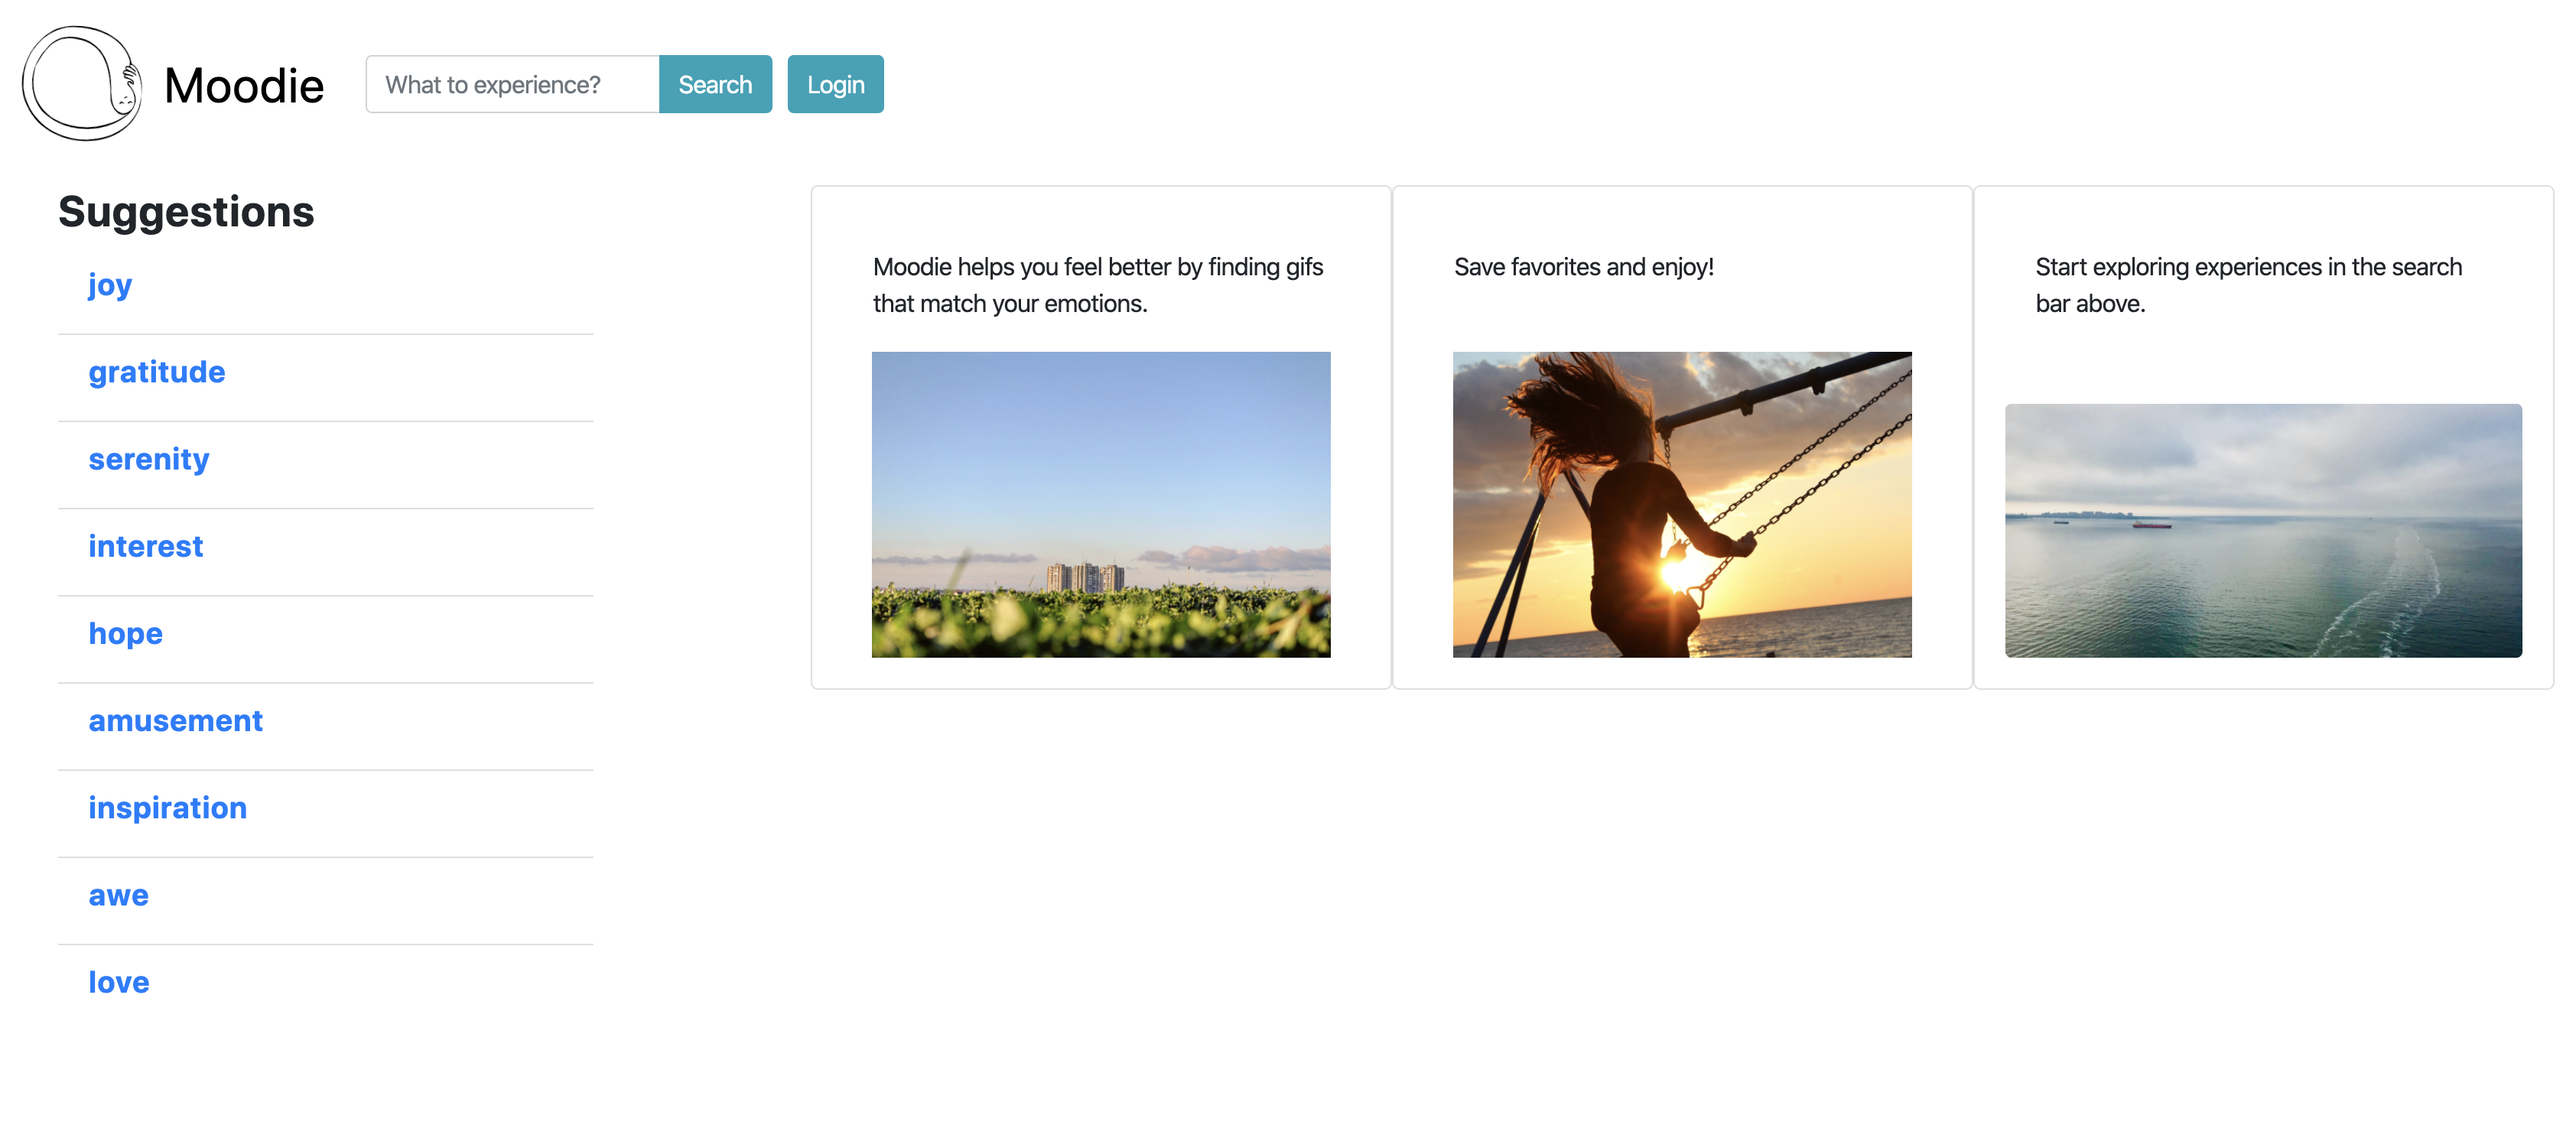 Moodie
What to experience?
Search
Login
Suggestions
joy
gratitude
serenity
interest
hope
amusement
inspiration
awe
love
Moodie helps you feel better by finding gifs
that match your emotions.
Save favorites and enjoy!
Start exploring experiences in the search
bar above.